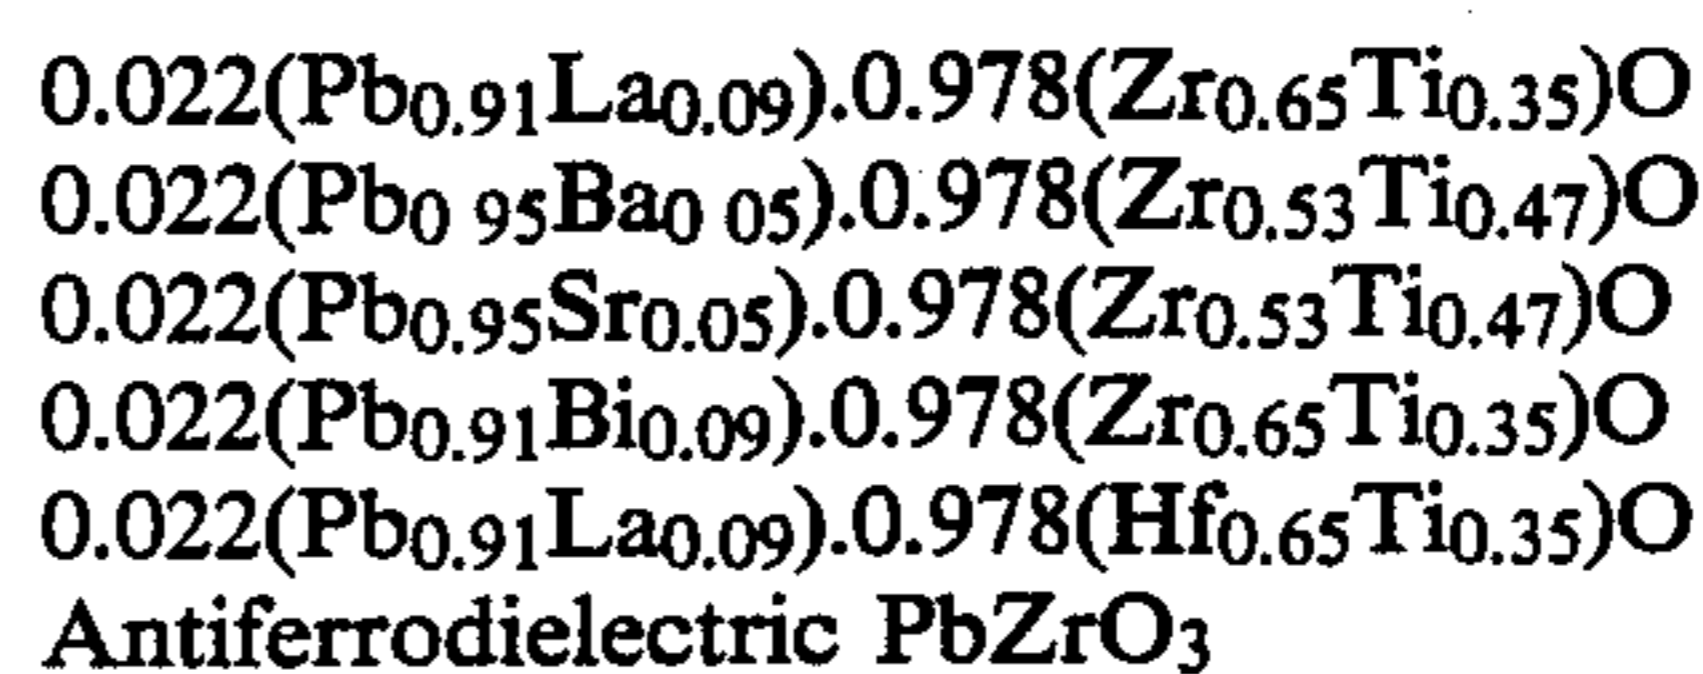 0.022(Pb0.91La0.09).0.978(Zr0.65Ti0.35)O
0.022(Pb0 95Ba0 05).0.978(Zr0.53Ti0.47)O
0.022(Pb0.95Sr0.05).0.978(Zr0.53Ti0.47)O
0.022(Pb0.91Bi0.09).0.978(Zr0.65Ti0.35)O
0.022(Pb0.91La0.09).0.978(Hf0.65Ti0.35)O
Antiferrodielectric PbZrO3